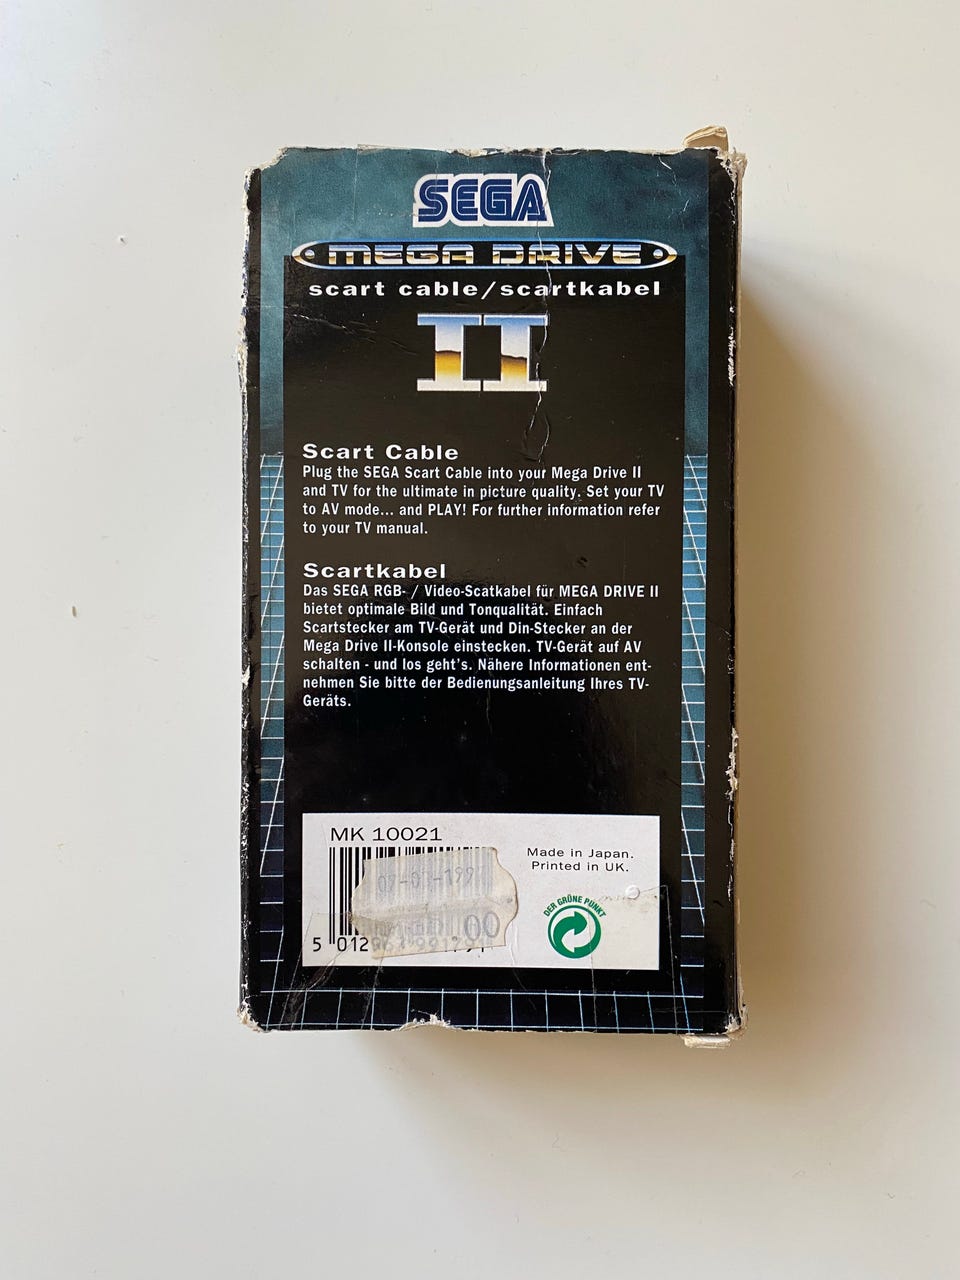 SEGA
MEGA DRIVE
scart cable/scartkabel
II
Scart Cable
Plug the SEGA Scart Cable into your Mega Drive II
and TV for the ultimate in picture quality. Set your TV
to AV mode... and PLAY! For further information refer
to your TV manual.
Scartkabel
Das SEGA RGB- / Video-Scatkabel für MEGA DRIVE II
bietet optimale Bild und Tonqualität. Einfach
Scartstecker am TV-Gerät und Din-Stecker an der
Mega Drive II-Konsole einstecken. TV-Gerät auf AV
schalten - und los geht's. Nähere Informationen ent-
nehmen Sie bitte der Bedienungsanleitung Ihres TV-
Geräts.
MK 10021
Made in Japan.
Printed in UK.
DER GRÜNE PUNKT
00
5 012